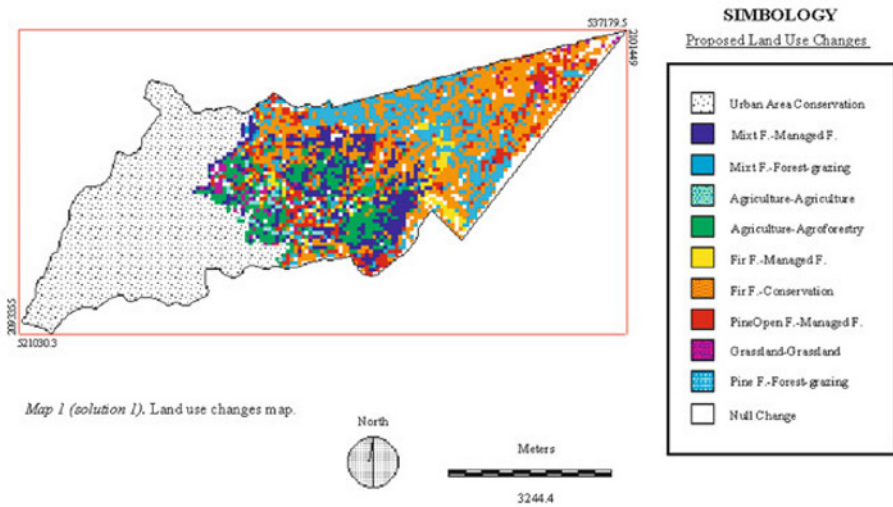 SIMBOLOGY
Proposed Land Use Changes
537179.5
2101449
Urban Area Conservation
Mixt F.-Managed F.
Mixt F.-Forest-grazing
Agriculture-Agriculture
Agriculture-Agroforestry
Fir F.-Managed F.
Fir F.-Conservation
PineOpen F.-Managed F.
Grassland-Grassland
Pine F.-Forest-grazing
Null Change
521030.3
Map 1 (solution 1). Land use changes map.
North
Meters
3244.4